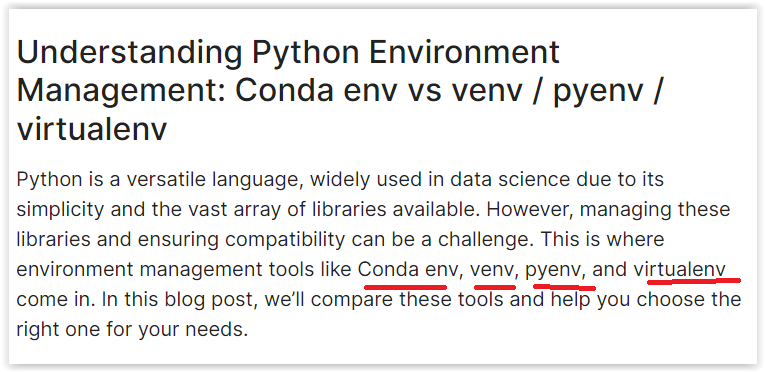 Understanding Python Environment
Management: Conda env vs venv / pyenv /
virtualenv
Python is a versatile language, widely used in data science due to its
simplicity and the vast array of libraries available. However, managing these
libraries and ensuring compatibility can be a challenge. This is where
environment management tools like Conda env, venv, pyenv, and virtualenv
come in. In this blog post, we’ll compare these tools and help you choose the
right one for your needs.